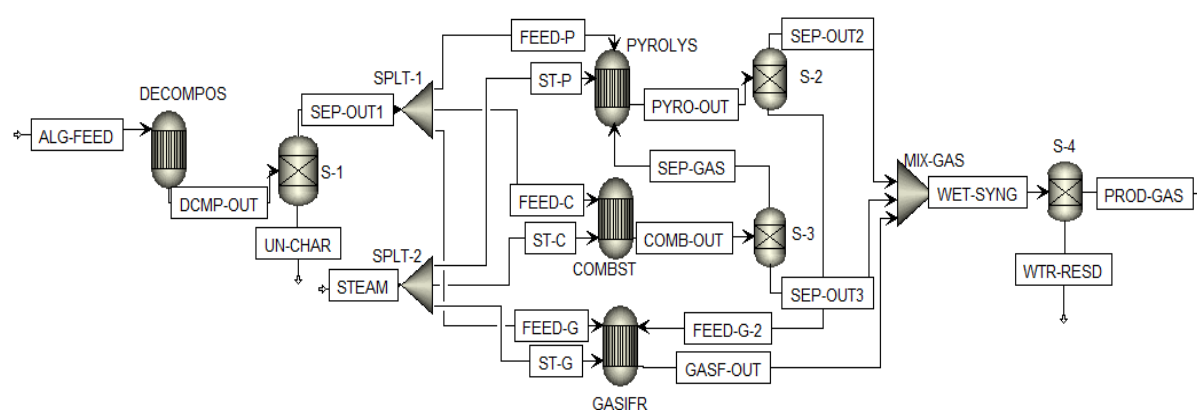 FEED-P
PYROLYS
SEP-OUT2
SPLT-1
ST-P
S-2
DECOMPOS
SEP-OUT1
PYRO-OUT
ALG-FEED
S-1
SEP-GAS
MIX-GAS
S-4
DCMP-OUT
FEED-C
WET-SYNG
PROD-GAS
UN-CHAR
SPLT-2
ST-C
COMB-OUT
S-3
COMBST
WTR-RESD
STEAM
SEP-OUT3
FEED-G
FEED-G-2
ST-G
GASF-OUT
GASIFR